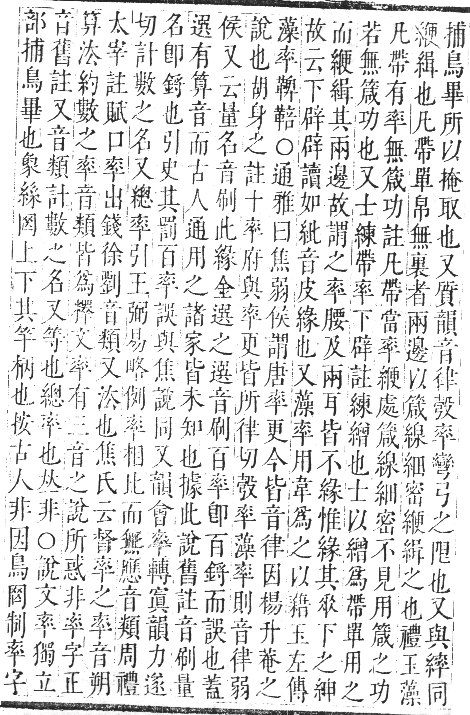 捕鳥畢所以掩取也又質韻音律彀率彎弓之限也又與繂同
緶緝也凡帶單帛無裏者兩邊以箴線細密緶緝之也禮玉藻
凡帶有率無箴功註凡帶當率緶處箴線細密不見用箴之功
若無箴功也又士練帶率下辟註練繒也士以繒爲帶單用之
而緶緝其兩邊故謂之率腰及兩耳皆不緣惟緣其𠂹下之紳
故云下辟辟讀如紕音皮緣也又藻率用韋爲之以藉玉左傳
藻率鞞鞛○通雅曰焦弱侯謂唐率更今皆音律因楊升菴之
說也胡身之註十率府與率更皆所律切彀率藻率則音律弱
侯又云量名音刷此緣全選之選音刷百率卽百鋝而誤也蓋
選有算音而古人通用之諸家皆未知也據此說舊註音刷量
名卽鋝也引史其罰百率誤與焦說同又韻會率轉寘韻力遂
切計數之名又總率引王弼易略例率相比而無應音類周禮
太宰註賦口率出錢徐劉音類又汏也焦氏云督率之率音朔
算法約數之率音類皆爲擇文率有二音之說所惑非率字正
音舊註又音類計數之名又等也總率也𠀤非○說文率獨立
部捕鳥畢也象絲罔上下其竿柄也按古人非因鳥罔制率字